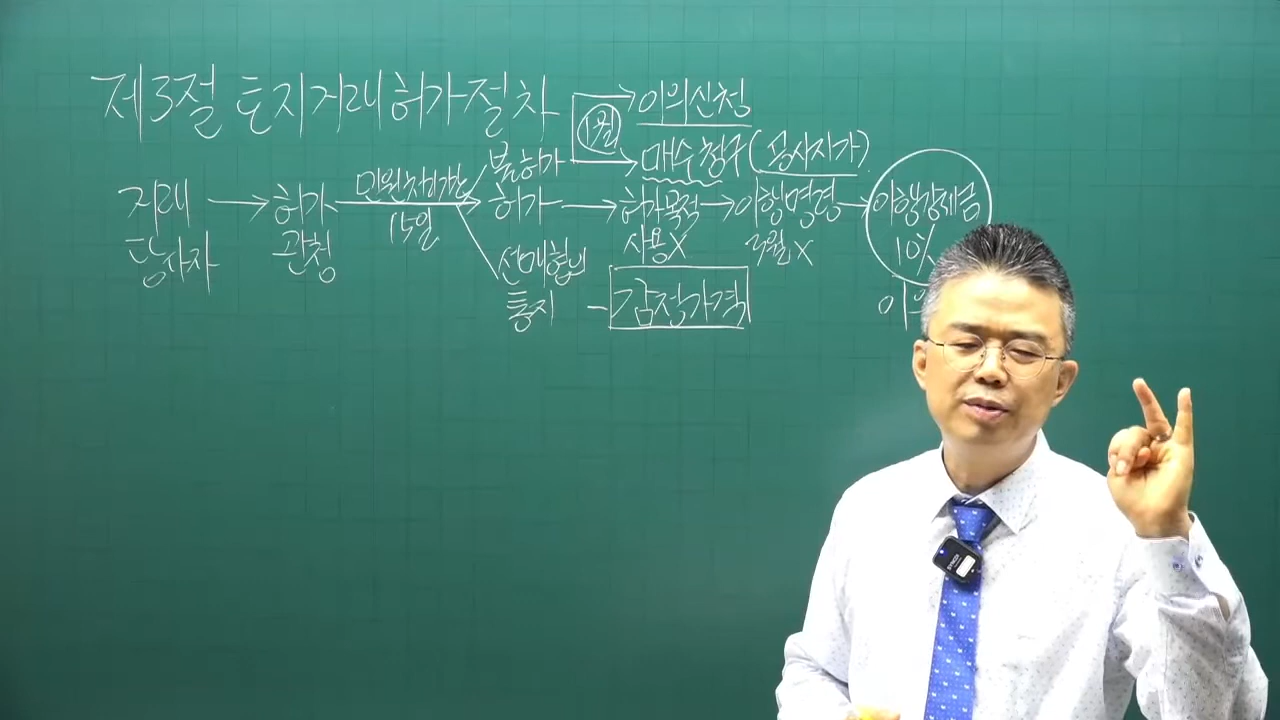 제3절 토지거래허가절차
1월
이의신청
매수청구(공시지가)
거래
당사자
허가
관청
민원처리기간
15일
불허가
허가
선매협의
통지
허가목적
사용X
이행명령
3월X
이행강제금
10%
이의
감정가격